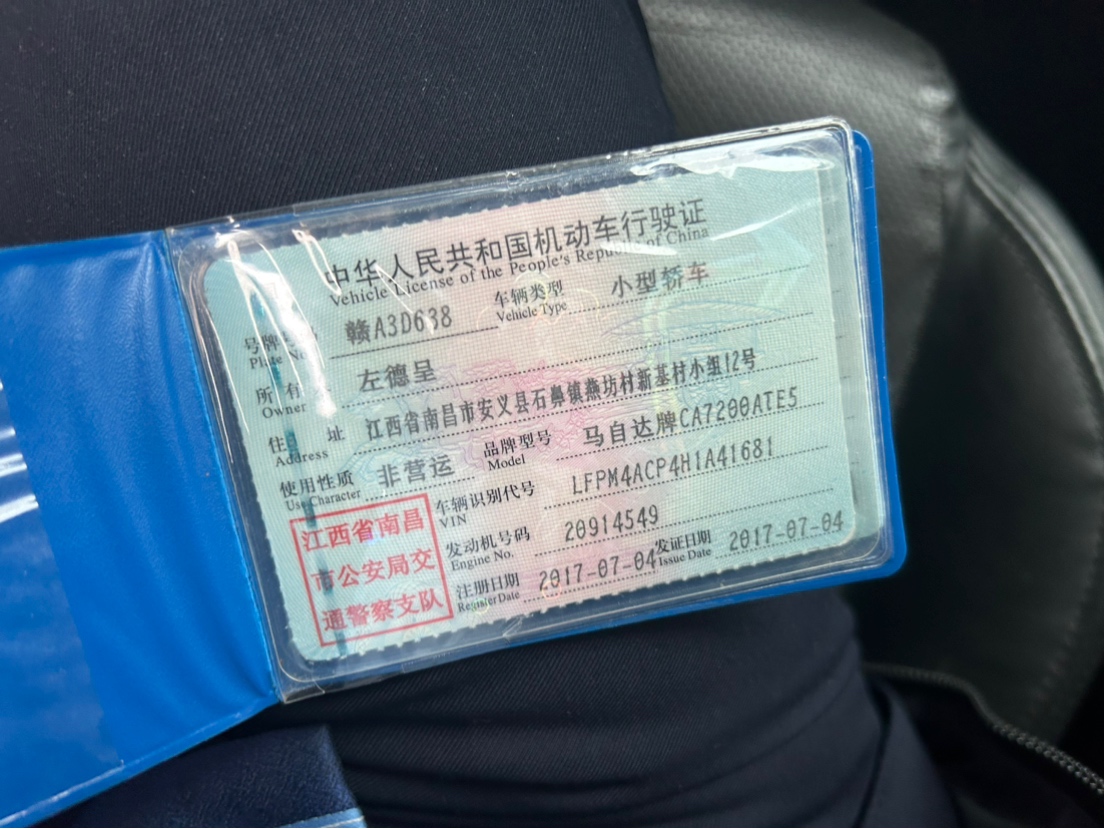 中华人民共和国机动车行驶证
Vehicle License of the People's Republic of China
号牌号码 赣A3D638 车辆类型 小型轿车
Plate No. Vehicle Type
所有人 左德呈
Owner
住址 江西省南昌市安义县石鼻镇燕坊村新基村小组12号
Address
使用性质 非营运 品牌型号 马自达牌CA7200ATE5
Use Character Model
车辆识别代号 LFPM4ACP4H1A41681
VIN
发动机号码 20914549
Engine No.
注册日期 2017-07-04 发证日期 2017-07-04
Register Date Issue Date
江西省南昌
市公安局交
通警察支队